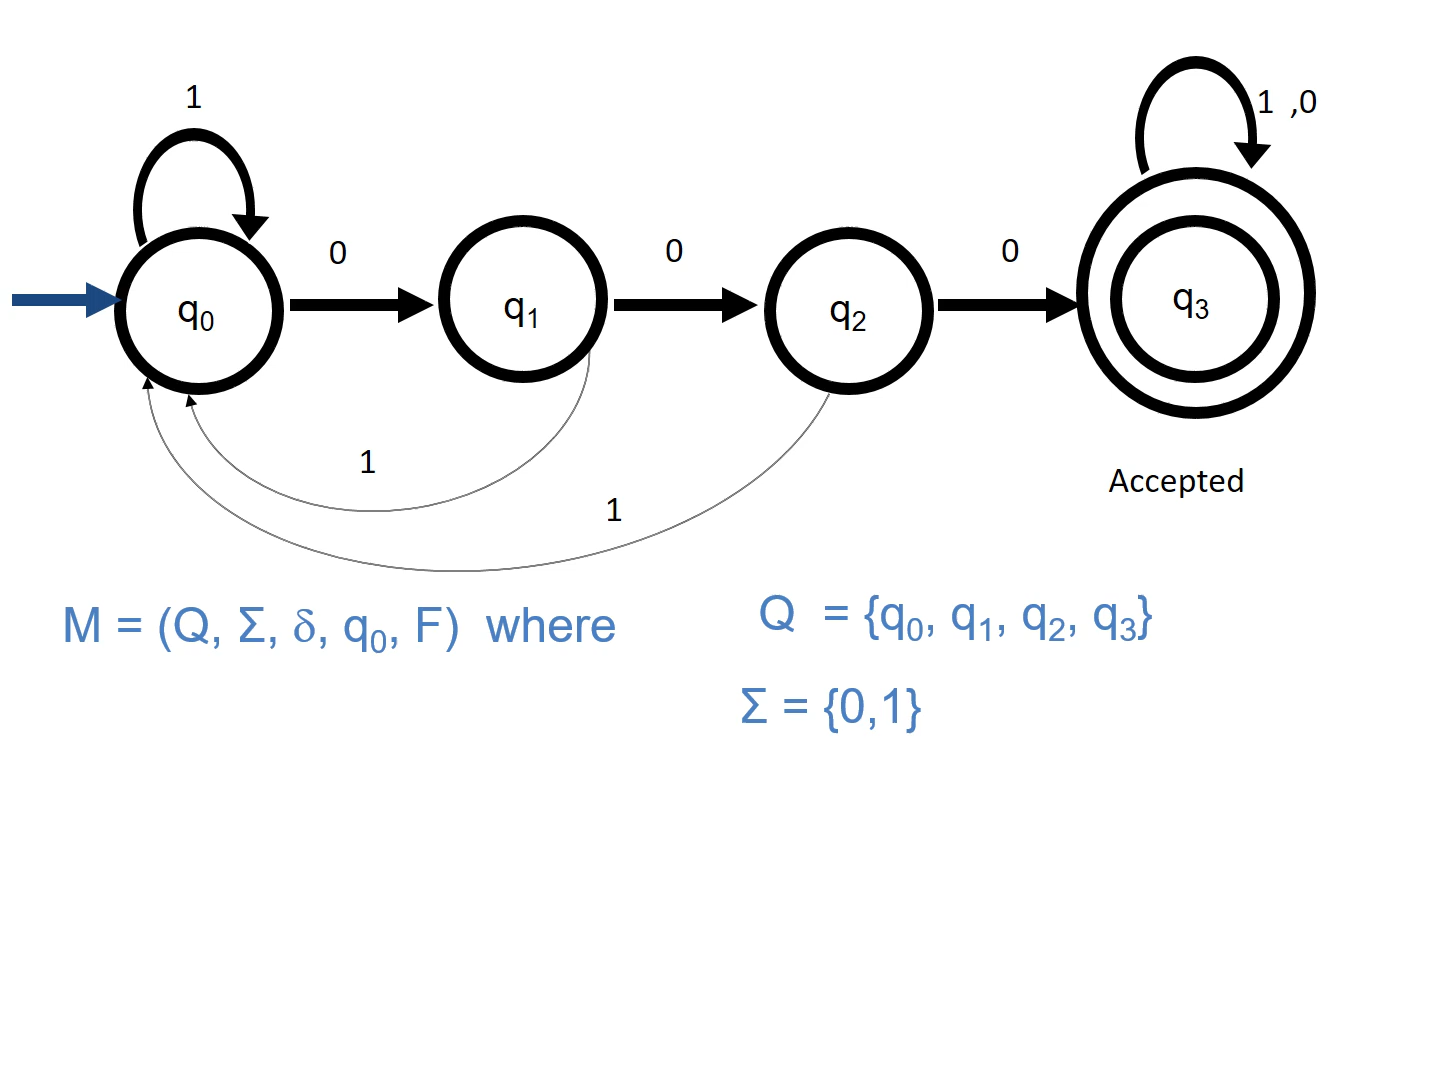 1
1 ,0
0
0
0
q0
q1
q2
q3
1
1
Accepted
M = (Q, Σ, δ, q0, F) where
Q = {q0, q1, q2, q3}
Σ = {0,1}